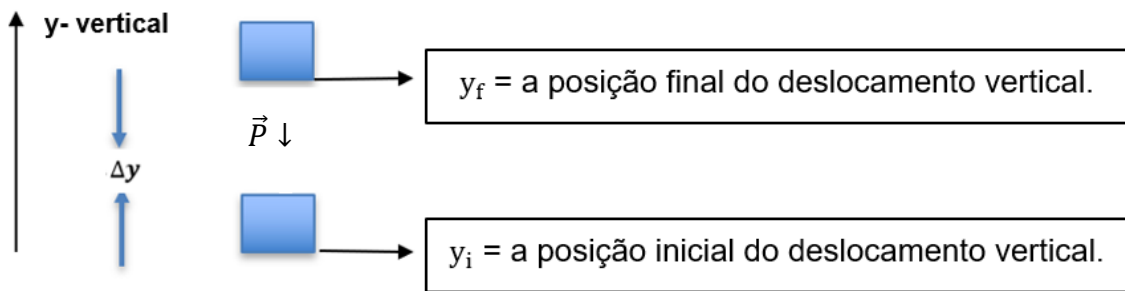 y- vertical
y_f = a posição final do deslocamento vertical.
P⃗ ↓
Δy
y_i = a posição inicial do deslocamento vertical.